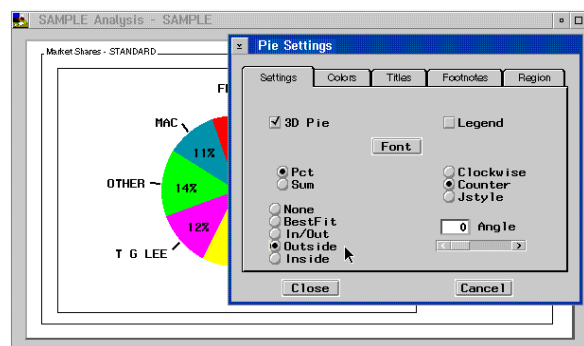 SAMPLE Analysis - SAMPLE
Pie Settings
Market Shares - STANDARD
Settings Colors Titles Footnotes Region
3D Pie Legend
Font
MAC
11%
OTHER
14%
12%
T G LEE
Pct
Sum
Clockwise
Counter
Jstyle
None
BestFit
In/Out
Outside
Inside
0 Angle
Close Cancel